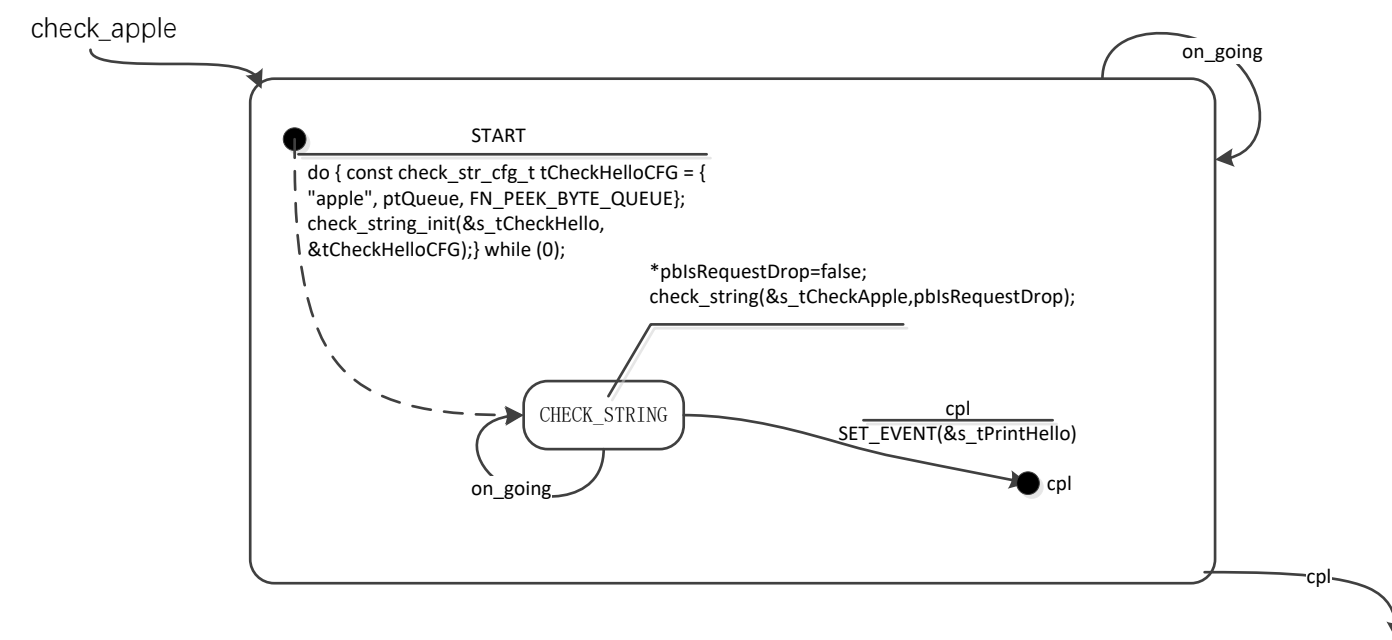 check_apple
on_going
START
do { const check_str_cfg_t tCheckHelloCFG = {
"apple", ptQueue, FN_PEEK_BYTE_QUEUE};
check_string_init(&s_tCheckHello,
&tCheckHelloCFG);} while (0);
*pbIsRequestDrop=false;
check_string(&s_tCheckApple,pbIsRequestDrop);
CHECK_STRING
cpl
SET_EVENT(&s_tPrintHello)
on_going
cpl
cpl